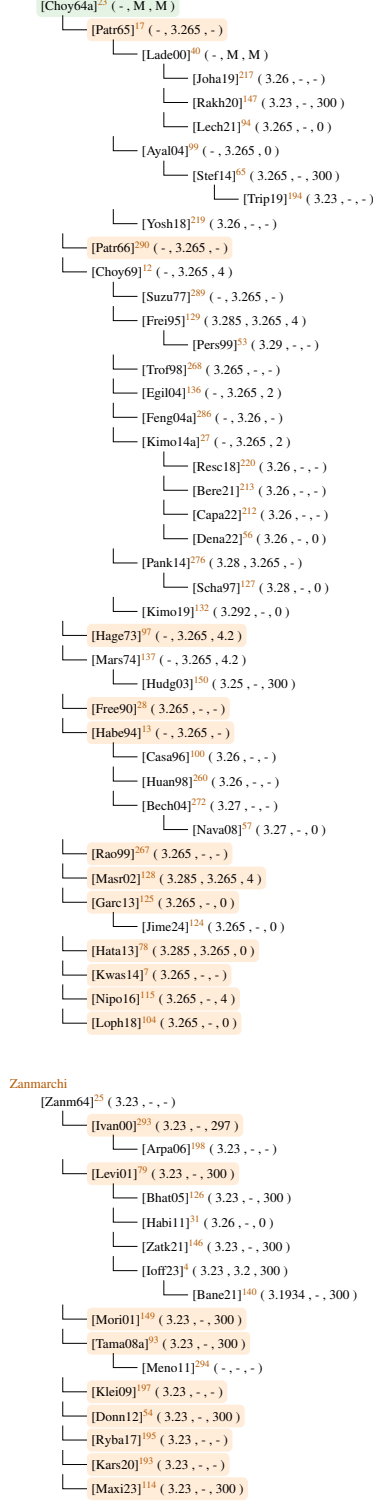 [Choy64a]23 ( - , M , M )
[Patr65]17 ( - , 3.265 , - )
[Lade00]40 ( - , M , M )
[Joha19]217 ( 3.26 , - , - )
[Rakh20]147 ( 3.23 , - , 300 )
[Lech21]94 ( 3.265 , - , 0 )
[Ayal04]99 ( - , 3.265 , 0 )
[Stef14]65 ( 3.265 , - , 300 )
[Trip19]194 ( 3.23 , - , - )
[Yosh18]219 ( 3.26 , - , - )
[Patr66]290 ( - , 3.265 , - )
[Choy69]12 ( - , 3.265 , 4 )
[Suzu77]289 ( - , 3.265 , - )
[Frei95]129 ( 3.285 , 3.265 , 4 )
[Pers99]53 ( 3.29 , - , - )
[Trof98]268 ( 3.265 , - , - )
[Egil04]136 ( - , 3.265 , 2 )
[Feng04a]286 ( - , 3.26 , - )
[Kimo14a]27 ( - , 3.265 , 2 )
[Resc18]220 ( 3.26 , - , - )
[Bere21]213 ( 3.26 , - , - )
[Capa22]212 ( 3.26 , - , - )
[Dena22]56 ( 3.26 , - , 0 )
[Pank14]276 ( 3.28 , 3.265 , - )
[Scha97]127 ( 3.28 , - , 0 )
[Kimo19]132 ( 3.292 , - , 0 )
[Hage73]97 ( - , 3.265 , 4.2 )
[Mars74]137 ( - , 3.265 , 4.2 )
[Hudg03]150 ( 3.25 , - , 300 )
[Free90]28 ( 3.265 , - , - )
[Habe94]13 ( - , 3.265 , - )
[Casa96]100 ( 3.26 , - , - )
[Huan98]260 ( 3.26 , - , - )
[Bech04]272 ( 3.27 , - , - )
[Nava08]57 ( 3.27 , - , 0 )
[Rao99]267 ( 3.265 , - , - )
[Masr02]128 ( 3.285 , 3.265 , 4 )
[Garc13]125 ( 3.265 , - , 0 )
[Jime24]124 ( 3.265 , - , 0 )
[Hata13]78 ( 3.285 , 3.265 , 0 )
[Kwas14]7 ( 3.265 , - , - )
[Nipo16]115 ( 3.265 , - , 4 )
[Loph18]104 ( 3.265 , - , 0 )
Zanmarchi
[Zanm64]25 ( 3.23 , - , - )
[Ivan00]293 ( 3.23 , - , 297 )
[Arpa06]198 ( 3.23 , - , - )
[Levi01]79 ( 3.23 , - , 300 )
[Bhat05]126 ( 3.23 , - , 300 )
[Habi11]31 ( 3.26 , - , 0 )
[Zatk21]146 ( 3.23 , - , 300 )
[Ioff23]4 ( 3.23 , 3.2 , 300 )
[Bane21]140 ( 3.1934 , - , 300 )
[Mori01]149 ( 3.23 , - , 300 )
[Tama08a]93 ( 3.23 , - , 300 )
[Meno11]294 ( - , - , - )
[Klei09]197 ( 3.23 , - , - )
[Donn12]54 ( 3.23 , - , 300 )
[Ryba17]195 ( 3.23 , - , - )
[Kars20]193 ( 3.23 , - , - )
[Maxi23]114 ( 3.23 , - , 300 )